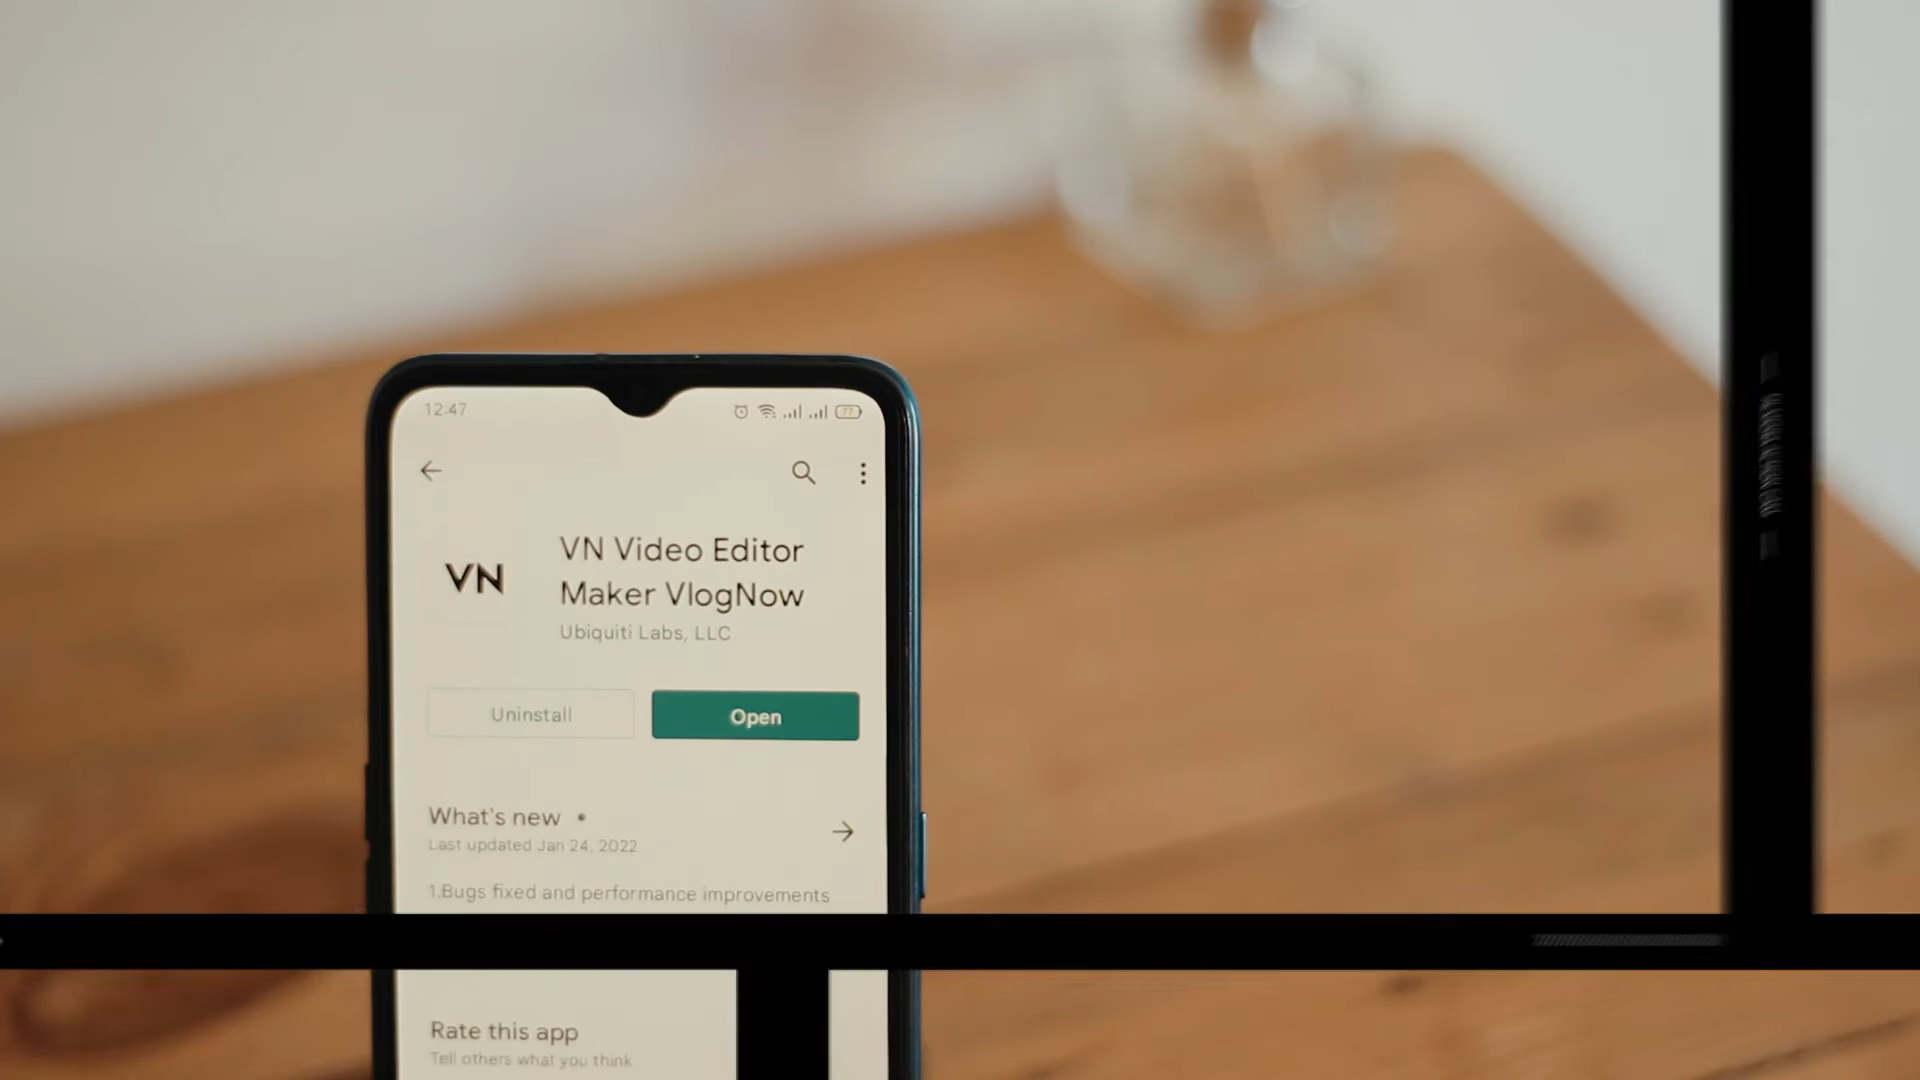 12:47
77
VN
VN Video Editor
Maker VlogNow
Ubiquiti Labs, LLC
Uninstall
Open
What's new •
Last updated Jan 24, 2022
1.Bugs fixed and performance improvements
Rate this app
Tell others what you think